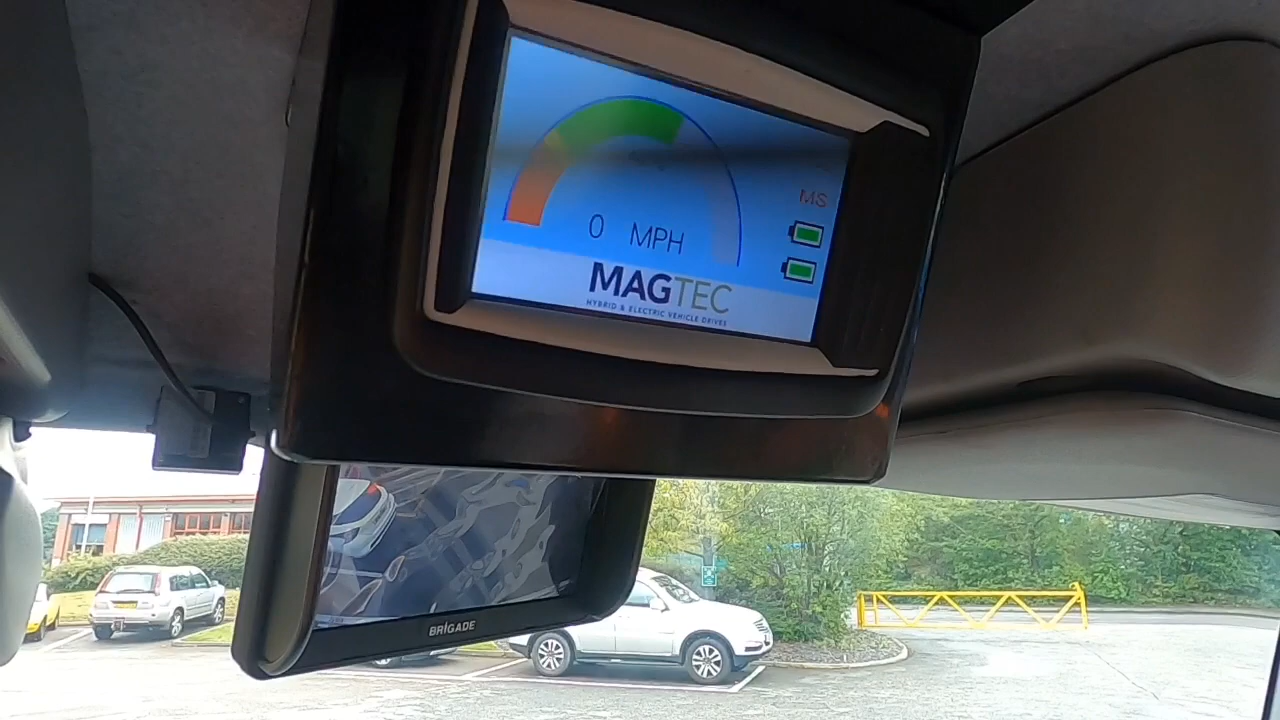 MS
0 MPH
MAGTEC
HYBRID & ELECTRIC VEHICLE DRIVES
BRIGADE